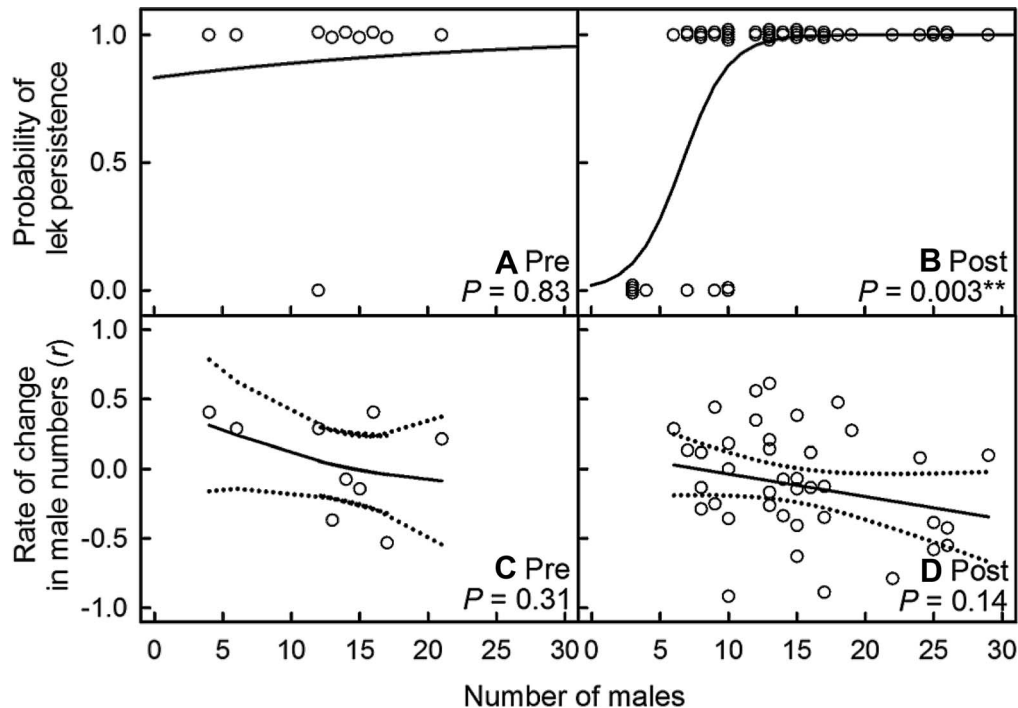 Probability of
lek persistence
1.0
0.5
0.0
A Pre
P = 0.83
B Post
P = 0.003**
Rate of change
in male numbers (r)
1.0
0.5
0.0
-0.5
-1.0
C Pre
P = 0.31
D Post
P = 0.14
0 5 10 15 20 25 30
0 5 10 15 20 25 30
Number of males